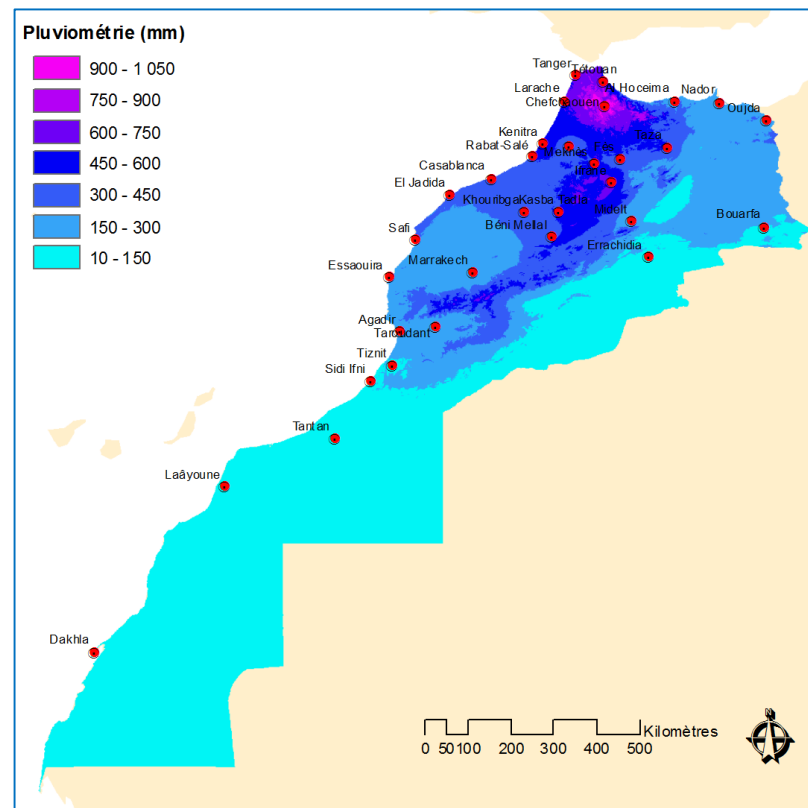 Pluviométrie (mm)
900 - 1 050
750 - 900
600 - 750
450 - 600
300 - 450
150 - 300
10 - 150
Tanger
Tétouan
Larache
Al Hoceima
Nador
Chefchaouen
Oujda
Kenitra
Taza
Rabat-Salé
Meknès
Fès
Casablanca
Ifrane
El Jadida
Khouribga
Kasba Tadla
Midelt
Bouarfa
Safi
Béni Mellal
Errachidia
Marrakech
Essaouira
Agadir
Taroudant
Tiznit
Sidi Ifni
Tantan
Laâyoune
Dakhla
N
Kilomètres
0 50 100 200 300 400 500